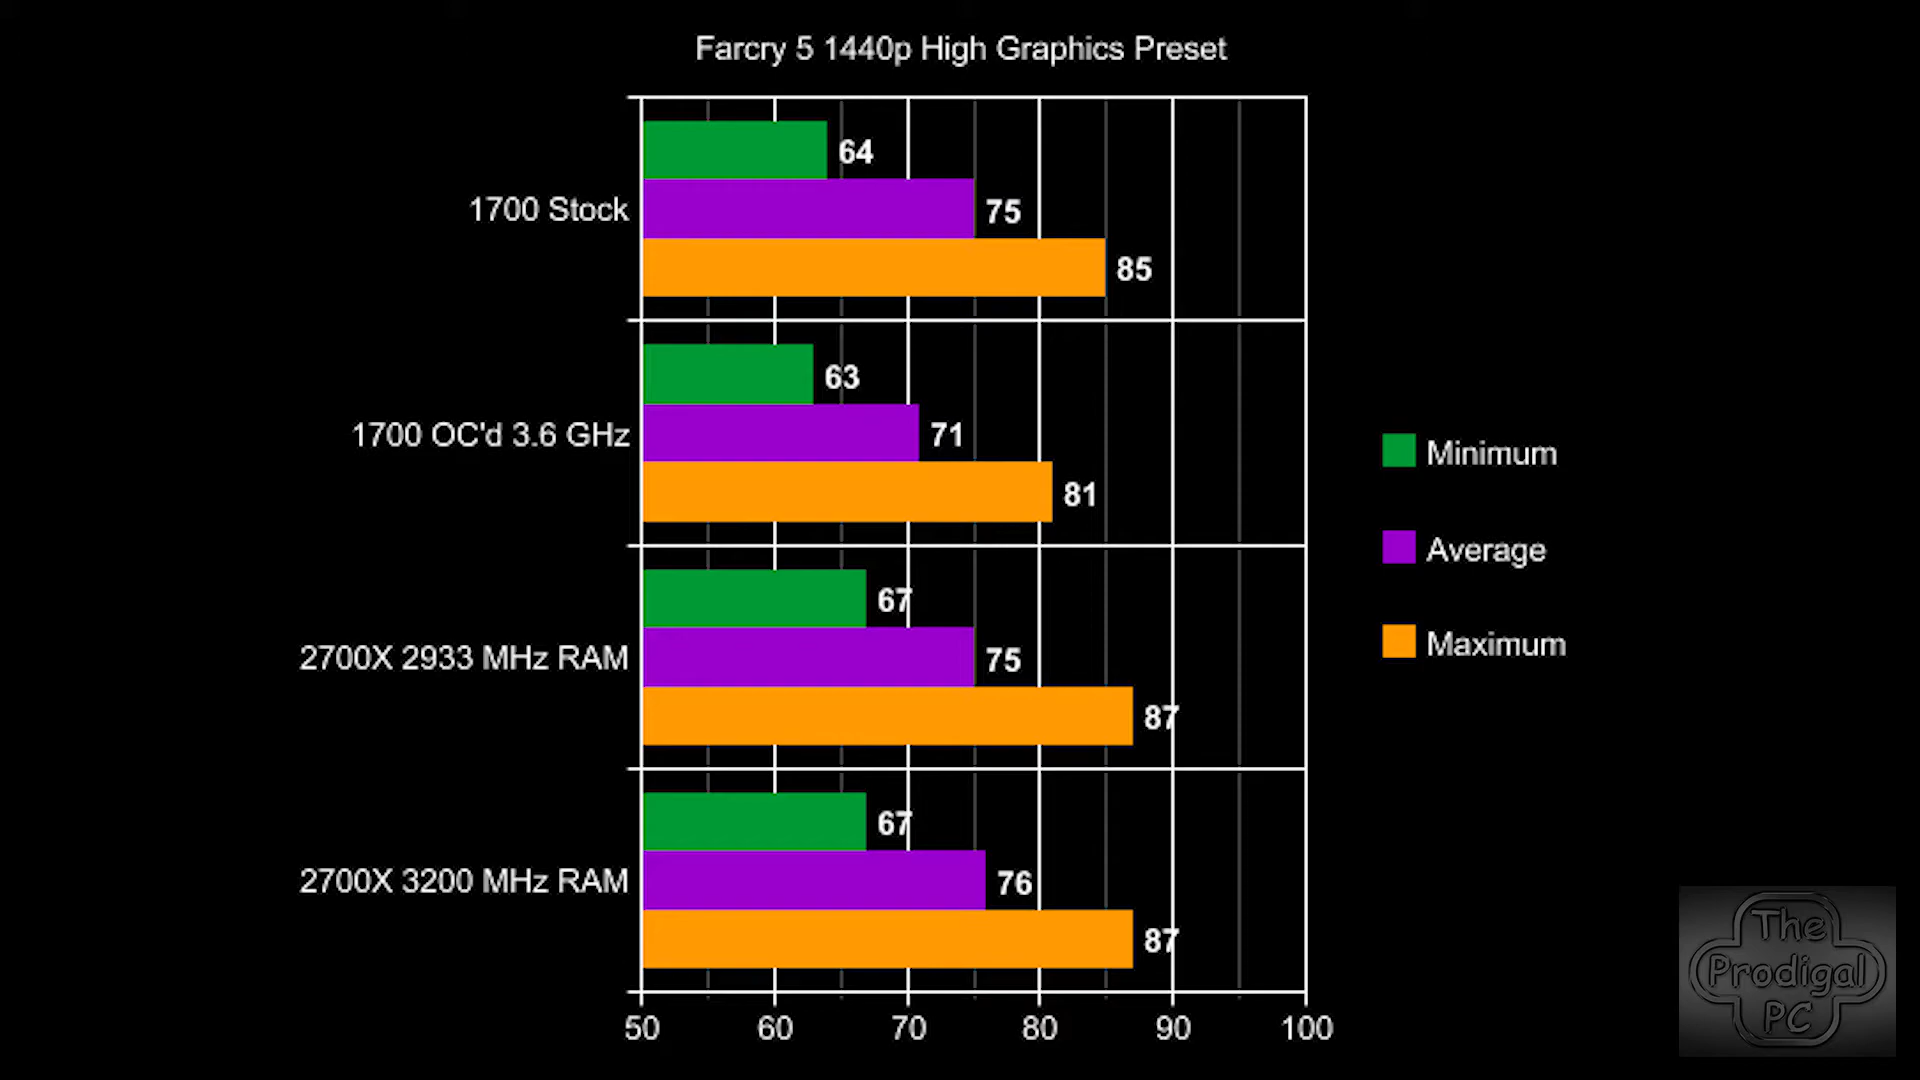 Farcry 5 1440p High Graphics Preset
1700 Stock
64
75
85
1700 OC'd 3.6 GHz
63
71
81
2700X 2933 MHz RAM
67
75
87
2700X 3200 MHz RAM
67
76
87
50 60 70 80 90 100
Minimum
Average
Maximum
The
Prodigal
PC